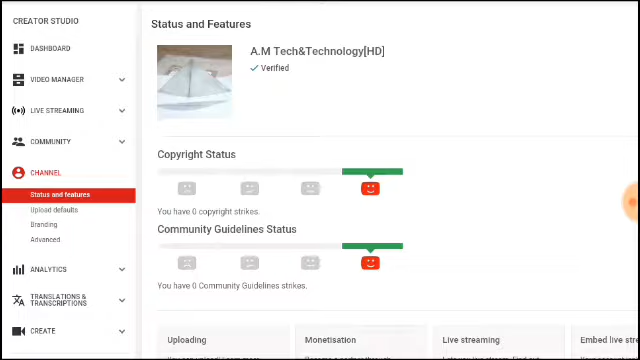 CREATOR STUDIO
DASHBOARD
VIDEO MANAGER
LIVE STREAMING
COMMUNITY
CHANNEL
Status and features
Upload defaults
Branding
Advanced
ANALYTICS
TRANSLATIONS &
TRANSCRIPTIONS
CREATE
Status and Features
A.M Tech&Technology[HD]
Verified
Copyright Status
You have 0 copyright strikes.
Community Guidelines Status
You have 0 Community Guidelines strikes.
Uploading
Monetisation
Live streaming
Embed live